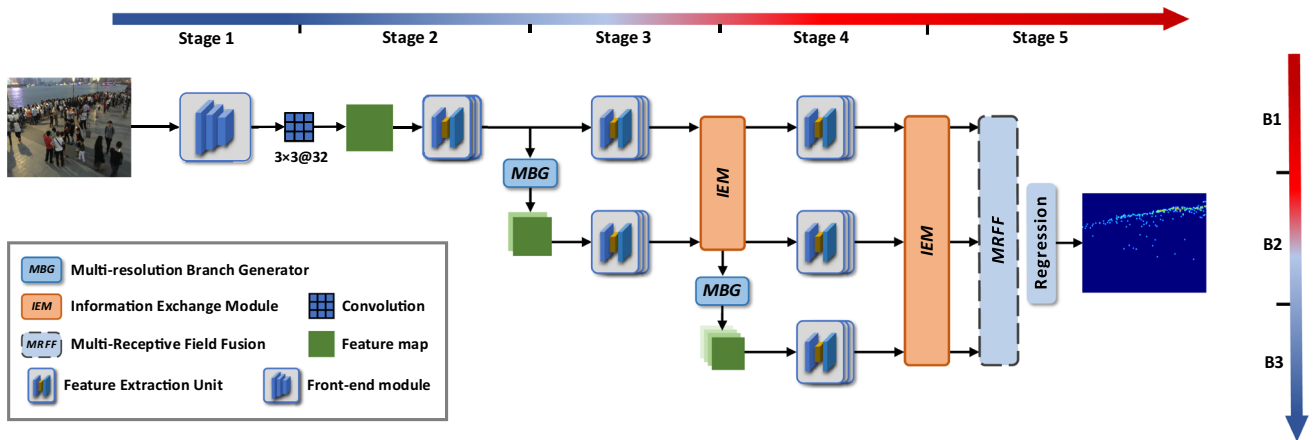 Stage 1 Stage 2 Stage 3 Stage 4 Stage 5
3×3@32
MBG
IEM
MBG
IEM
MRFF
Regression
B1
B2
B3
MBG Multi-resolution Branch Generator
IEM Information Exchange Module
Convolution
MRFF Multi-Receptive Field Fusion
Feature map
Feature Extraction Unit
Front-end module